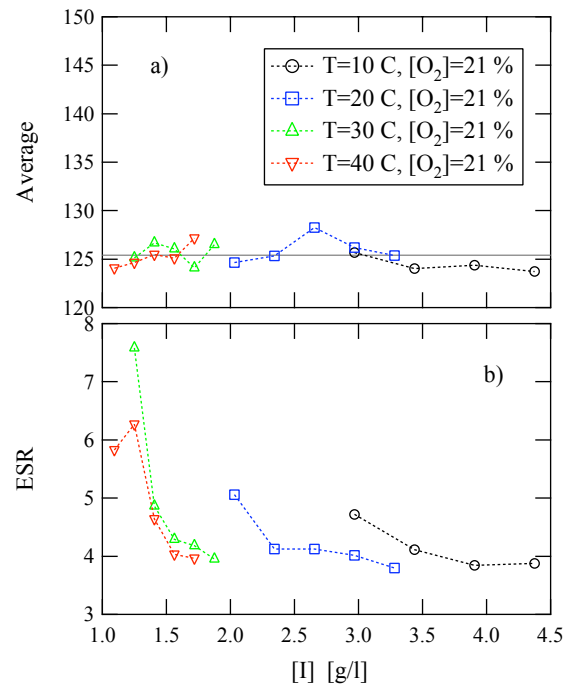 150
145
140
135
130
125
120
Average
a)
T=10 C, [O₂]=21 %
T=20 C, [O₂]=21 %
T=30 C, [O₂]=21 %
T=40 C, [O₂]=21 %
8
7
6
5
4
3
ESR
b)
1.0 1.5 2.0 2.5 3.0 3.5 4.0 4.5
[I] [g/l]